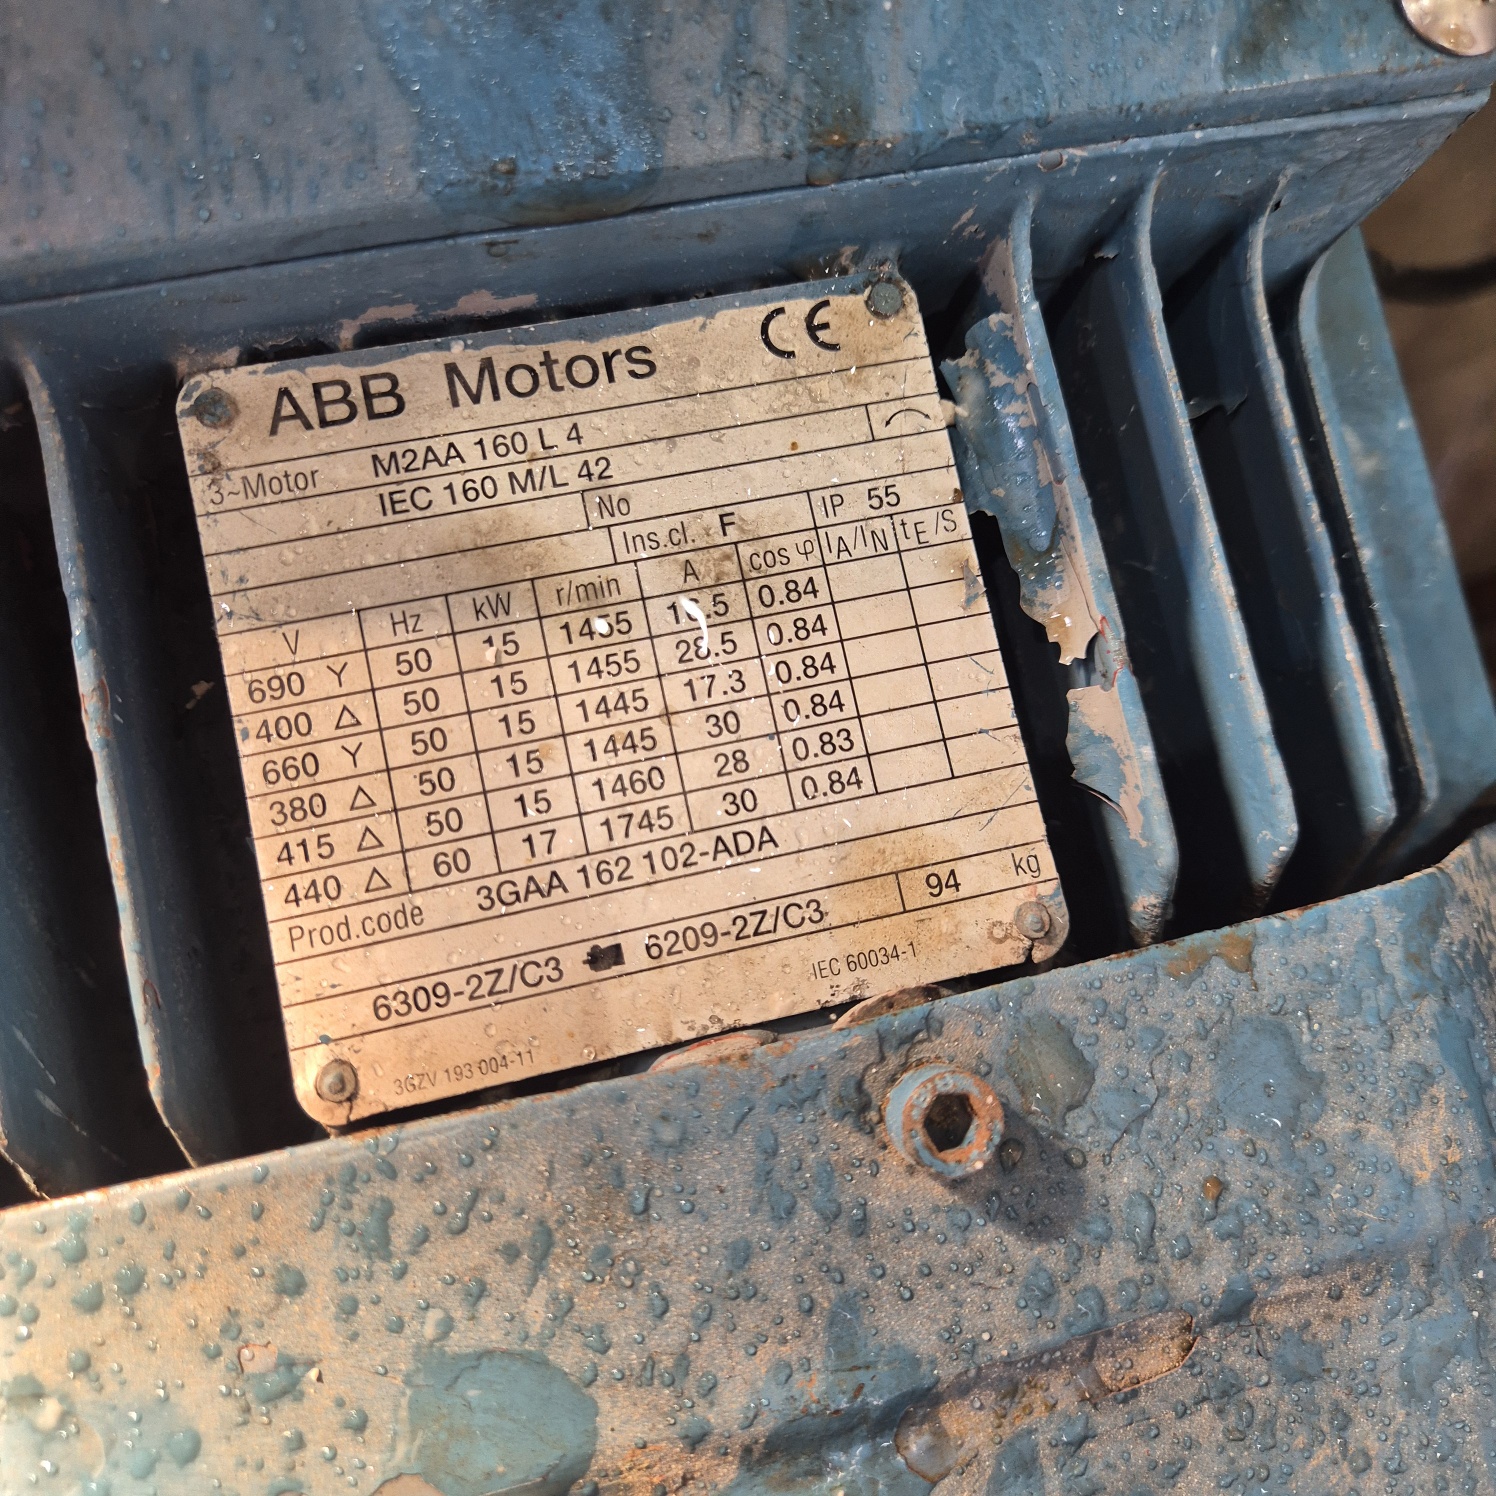 ABB Motors CE
3~Motor M2AA 160 L 4
IEC 160 M/L 42
No
Ins.cl. F IP 55
V Hz kW r/min A cos φ IA/IN tE/S
690 Y 50 15 1455 16.5 0.84
400 Δ 50 15 1455 28.5 0.84
660 Y 50 15 1445 17.3 0.84
380 Δ 50 15 1445 30 0.84
415 Δ 50 15 1460 28 0.83
440 Δ 60 17 1745 30 0.84
Prod.code 3GAA 162 102-ADA
6309-2Z/C3 6209-2Z/C3 94 kg
IEC 60034-1
3GZV 193 004-11